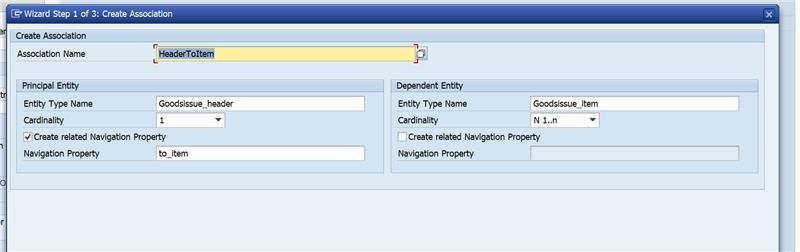 Wizard Step 1 of 3: Create Association
Create Association
Association Name HeaderToItem
Principal Entity
Entity Type Name Goodsissue_header
Cardinality 1
Create related Navigation Property
Navigation Property to_item
Dependent Entity
Entity Type Name Goodsissue_item
Cardinality N 1..n
Create related Navigation Property
Navigation Property